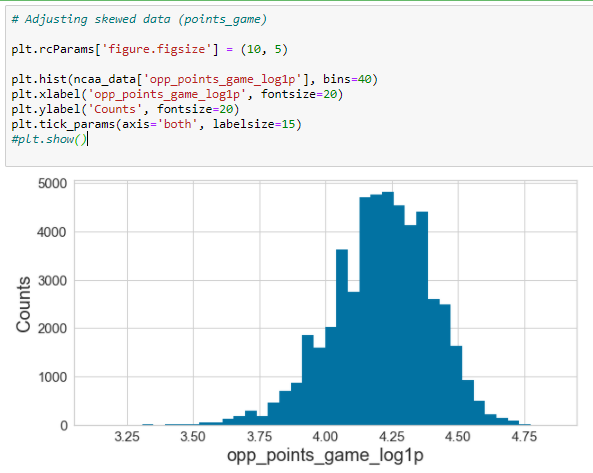 # Adjusting skewed data (points_game)
plt.rcParams['figure.figsize'] = (10, 5)
plt.hist(ncaa_data['opp_points_game_log1p'], bins=40)
plt.xlabel('opp_points_game_log1p', fontsize=20)
plt.ylabel('Counts', fontsize=20)
plt.tick_params(axis='both', labelsize=15)
#plt.show()
5000
4000
3000
2000
1000
0
Counts
3.25 3.50 3.75 4.00 4.25 4.50 4.75
opp_points_game_log1p